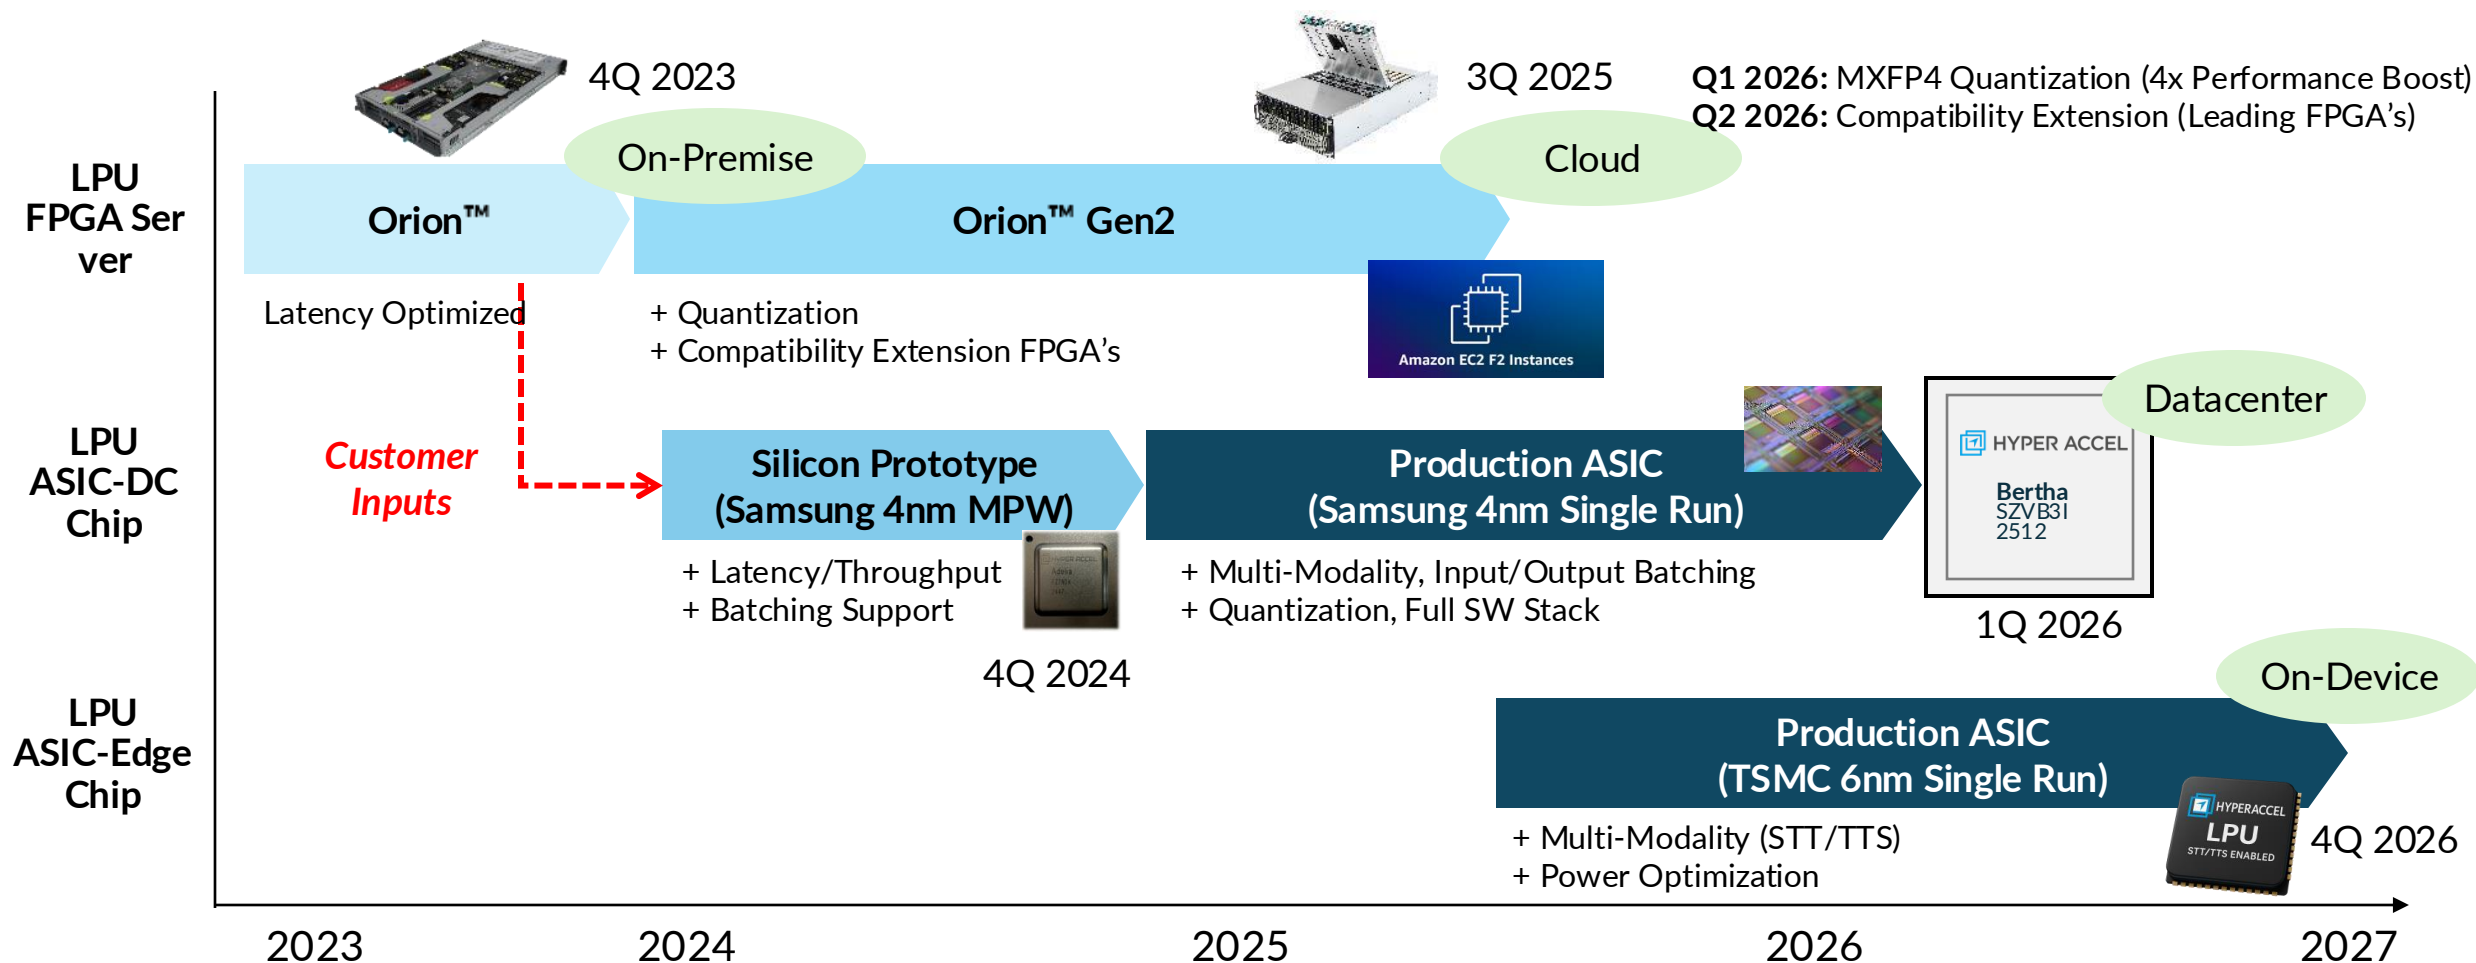 4Q 2023
3Q 2025
Q1 2026: MXFP4 Quantization (4x Performance Boost)
Q2 2026: Compatibility Extension (Leading FPGA's)
On-Premise
Cloud
LPU
FPGA Ser
ver
Orion™
Orion™ Gen2
Latency Optimized
+ Quantization
+ Compatibility Extension FPGA's
Amazon EC2 F2 Instances
Datacenter
LPU
ASIC-DC
Chip
Customer
Inputs
Silicon Prototype
(Samsung 4nm MPW)
Production ASIC
(Samsung 4nm Single Run)
HYPER ACCEL
Bertha
SZVB3I
2512
+ Latency/Throughput
+ Batching Support
HYPER ACCEL
+ Multi-Modality, Input/Output Batching
+ Quantization, Full SW Stack
1Q 2026
4Q 2024
On-Device
LPU
ASIC-Edge
Chip
Production ASIC
(TSMC 6nm Single Run)
HYPERACCEL
LPU
STT/TTS ENABLED
4Q 2026
+ Multi-Modality (STT/TTS)
+ Power Optimization
2023
2024
2025
2026
2027